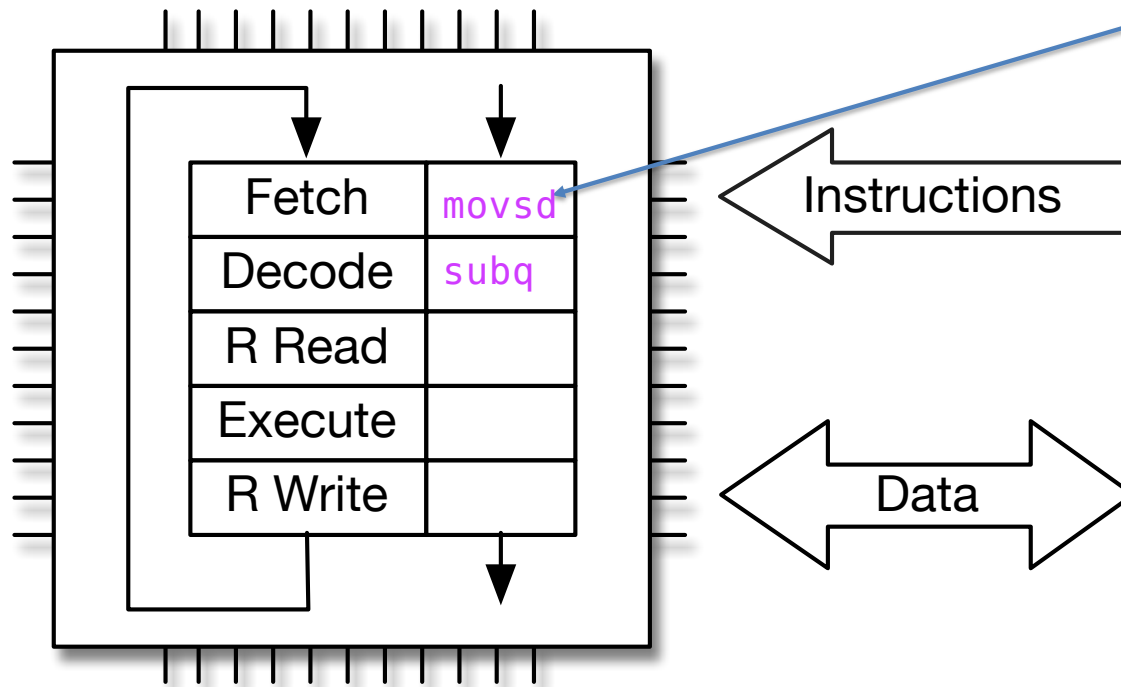 Fetch movsd
Decode subq
R Read
Execute
R Write
Instructions
Data